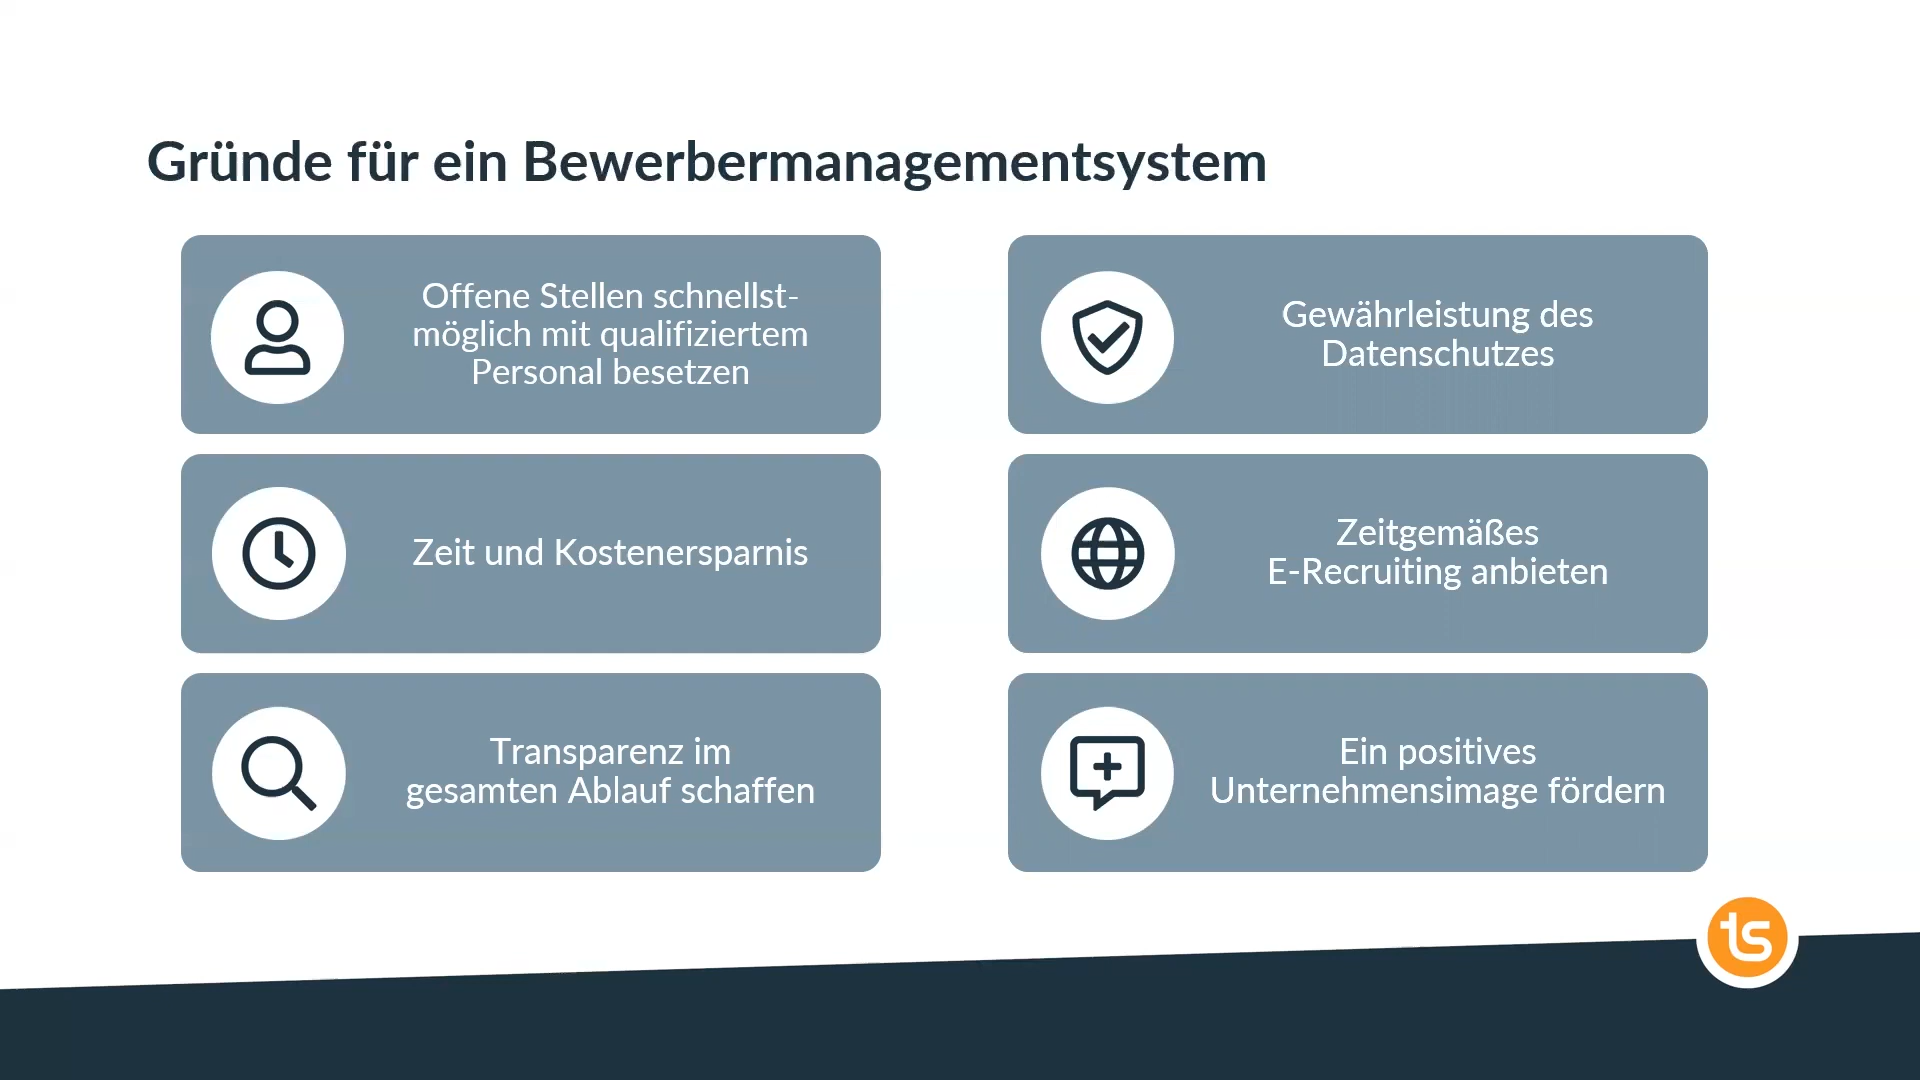 Gründe für ein Bewerbermanagementsystem
Offene Stellen schnellst-
möglich mit qualifiziertem
Personal besetzen
Gewährleistung des
Datenschutzes
Zeit und Kostenersparnis
Zeitgemäßes
E-Recruiting anbieten
Transparenz im
gesamten Ablauf schaffen
Ein positives
Unternehmensimage fördern
ts